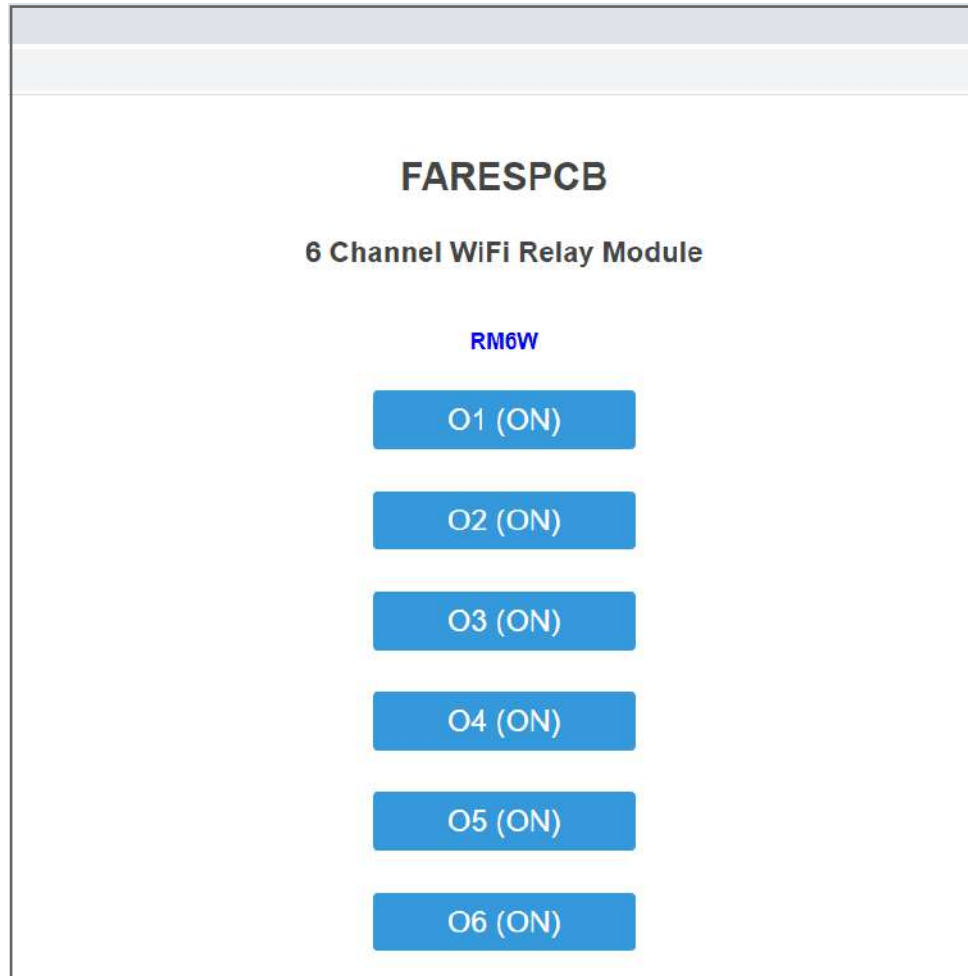 FARESPCB
6 Channel WiFi Relay Module
RM6W
O1 (ON)
O2 (ON)
O3 (ON)
O4 (ON)
O5 (ON)
O6 (ON)